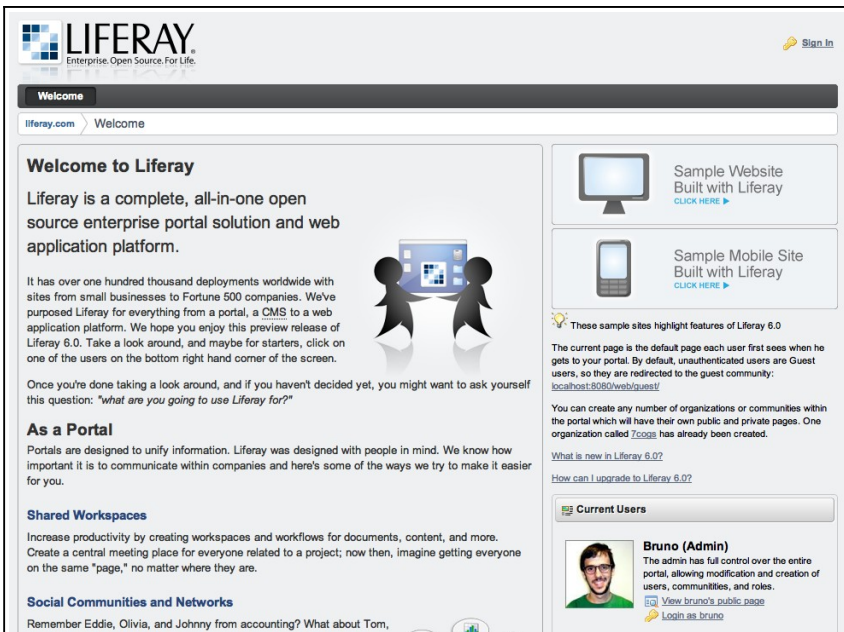 LIFERAY.
Enterprise. Open Source. For Life.
Sign In
Welcome
liferay.com
Welcome
Welcome to Liferay
Liferay is a complete, all-in-one open
source enterprise portal solution and web
application platform.
It has over one hundred thousand deployments worldwide with
sites from small businesses to Fortune 500 companies. We've
purposed Liferay for everything from a portal, a CMS to a web
application platform. We hope you enjoy this preview release of
Liferay 6.0. Take a look around, and maybe for starters, click on
one of the users on the bottom right hand corner of the screen.
Once you're done taking a look around, and if you haven't decided yet, you might want to ask yourself
this question: "what are you going to use Liferay for?"
As a Portal
Portals are designed to unify information. Liferay was designed with people in mind. We know how
important it is to communicate within companies and here's some of the ways we try to make it easier
for you.
Shared Workspaces
Increase productivity by creating workspaces and workflows for documents, content, and more.
Create a central meeting place for everyone related to a project; now then, imagine getting everyone
on the same "page," no matter where they are.
Social Communities and Networks
Remember Eddie, Olivia, and Johnny from accounting? What about Tom,
Sample Website
Built with Liferay
CLICK HERE
Sample Mobile Site
Built with Liferay
CLICK HERE
These sample sites highlight features of Liferay 6.0
The current page is the default page each user first sees when he
gets to your portal. By default, unauthenticated users are Guest
users, so they are redirected to the guest community:
localhost:8080/web/guest/
You can create any number of organizations or communities within
the portal which will have their own public and private pages. One
organization called 7cogs has already been created.
What is new in Liferay 6.0?
How can I upgrade to Liferay 6.0?
Current Users
Bruno (Admin)
The admin has full control over the entire
portal, allowing modification and creation of
users, communitities, and roles.
View bruno's public page
Login as bruno